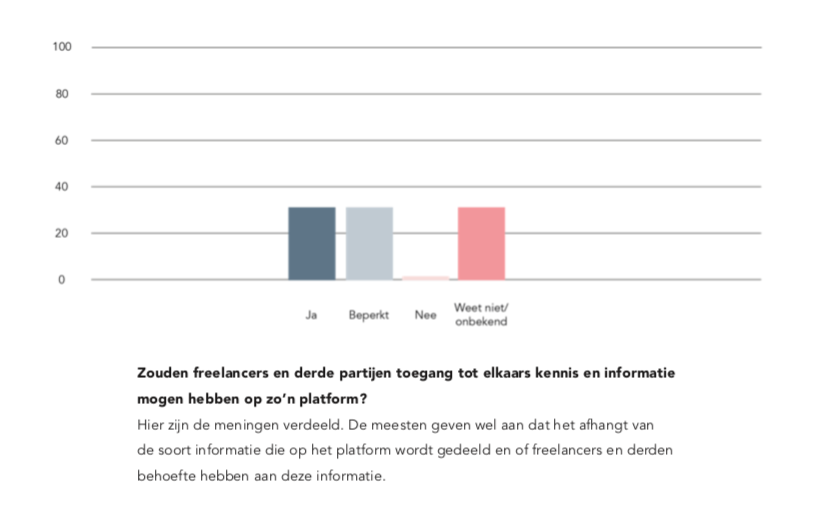 100
80
60
40
20
0
Ja
Beperkt
Nee
Weet niet/
onbekend
Zouden freelancers en derde partijen toegang tot elkaars kennis en informatie
mogen hebben op zo’n platform?
Hier zijn de meningen verdeeld. De meesten geven wel aan dat het afhangt van
de soort informatie die op het platform wordt gedeeld en of freelancers en derden
behoefte hebben aan deze informatie.